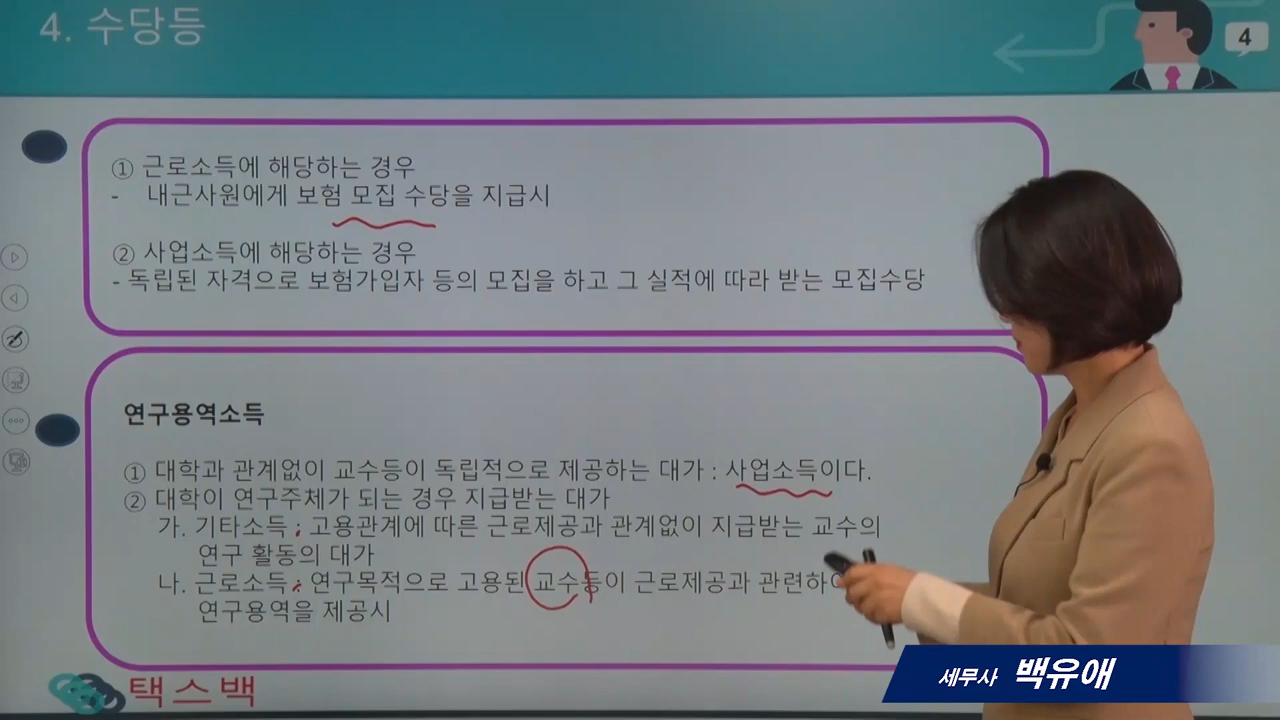 4. 수당등
4
① 근로소득에 해당하는 경우
- 내근사원에게 보험 모집 수당을 지급시
② 사업소득에 해당하는 경우
- 독립된 자격으로 보험가입자 등의 모집을 하고 그 실적에 따라 받는 모집수당
연구용역소득
① 대학과 관계없이 교수등이 독립적으로 제공하는 대가 : 사업소득이다.
② 대학이 연구주체가 되는 경우 지급받는 대가
가. 기타소득 : 고용관계에 따른 근로제공과 관계없이 지급받는 교수의
연구 활동의 대가
나. 근로소득 : 연구목적으로 고용된 교수등이 근로제공과 관련하여
연구용역을 제공시
택스백
세무사 백유애